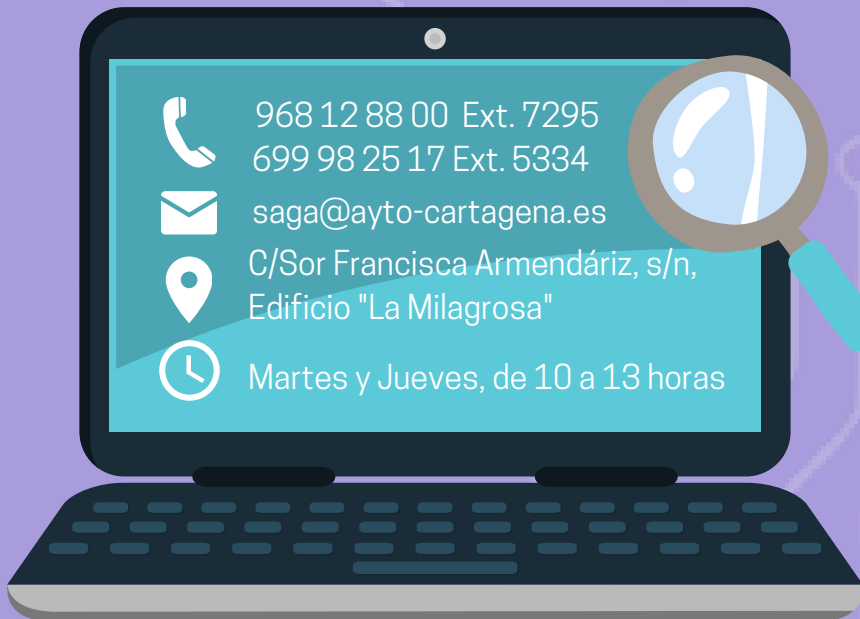 968 12 88 00 Ext. 7295
699 98 25 17 Ext. 5334
saga@ayto-cartagena.es
C/Sor Francisca Armendáriz, s/n,
Edificio "La Milagrosa"
Martes y Jueves, de 10 a 13 horas